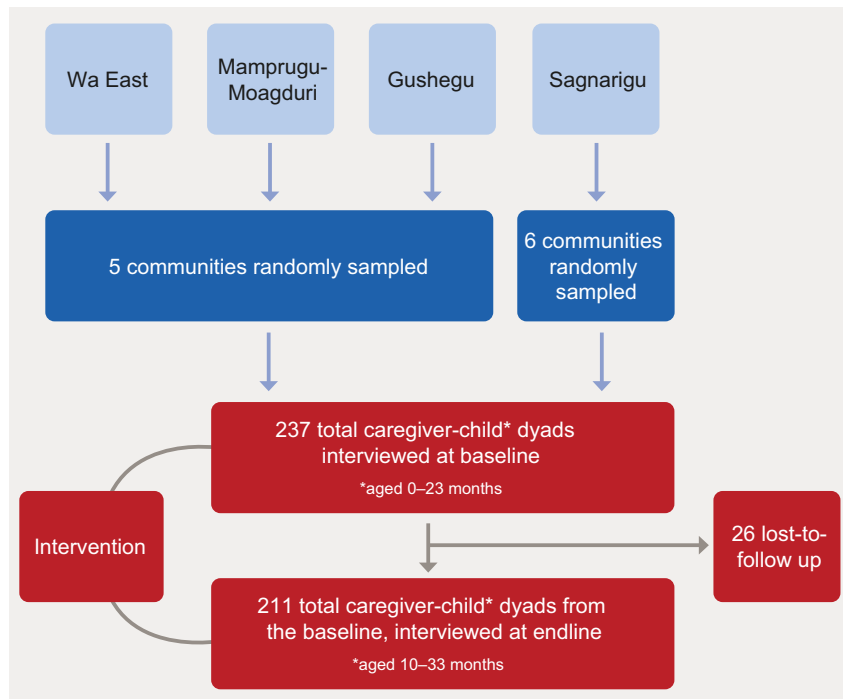 Wa East
Mamprugu-
Moagduri
Gushegu
Sagnarigu
5 communities randomly sampled
6 communities
randomly
sampled
237 total caregiver-child* dyads
interviewed at baseline
*aged 0–23 months
Intervention
26 lost-to-
follow up
211 total caregiver-child* dyads from
the baseline, interviewed at endline
*aged 10–33 months